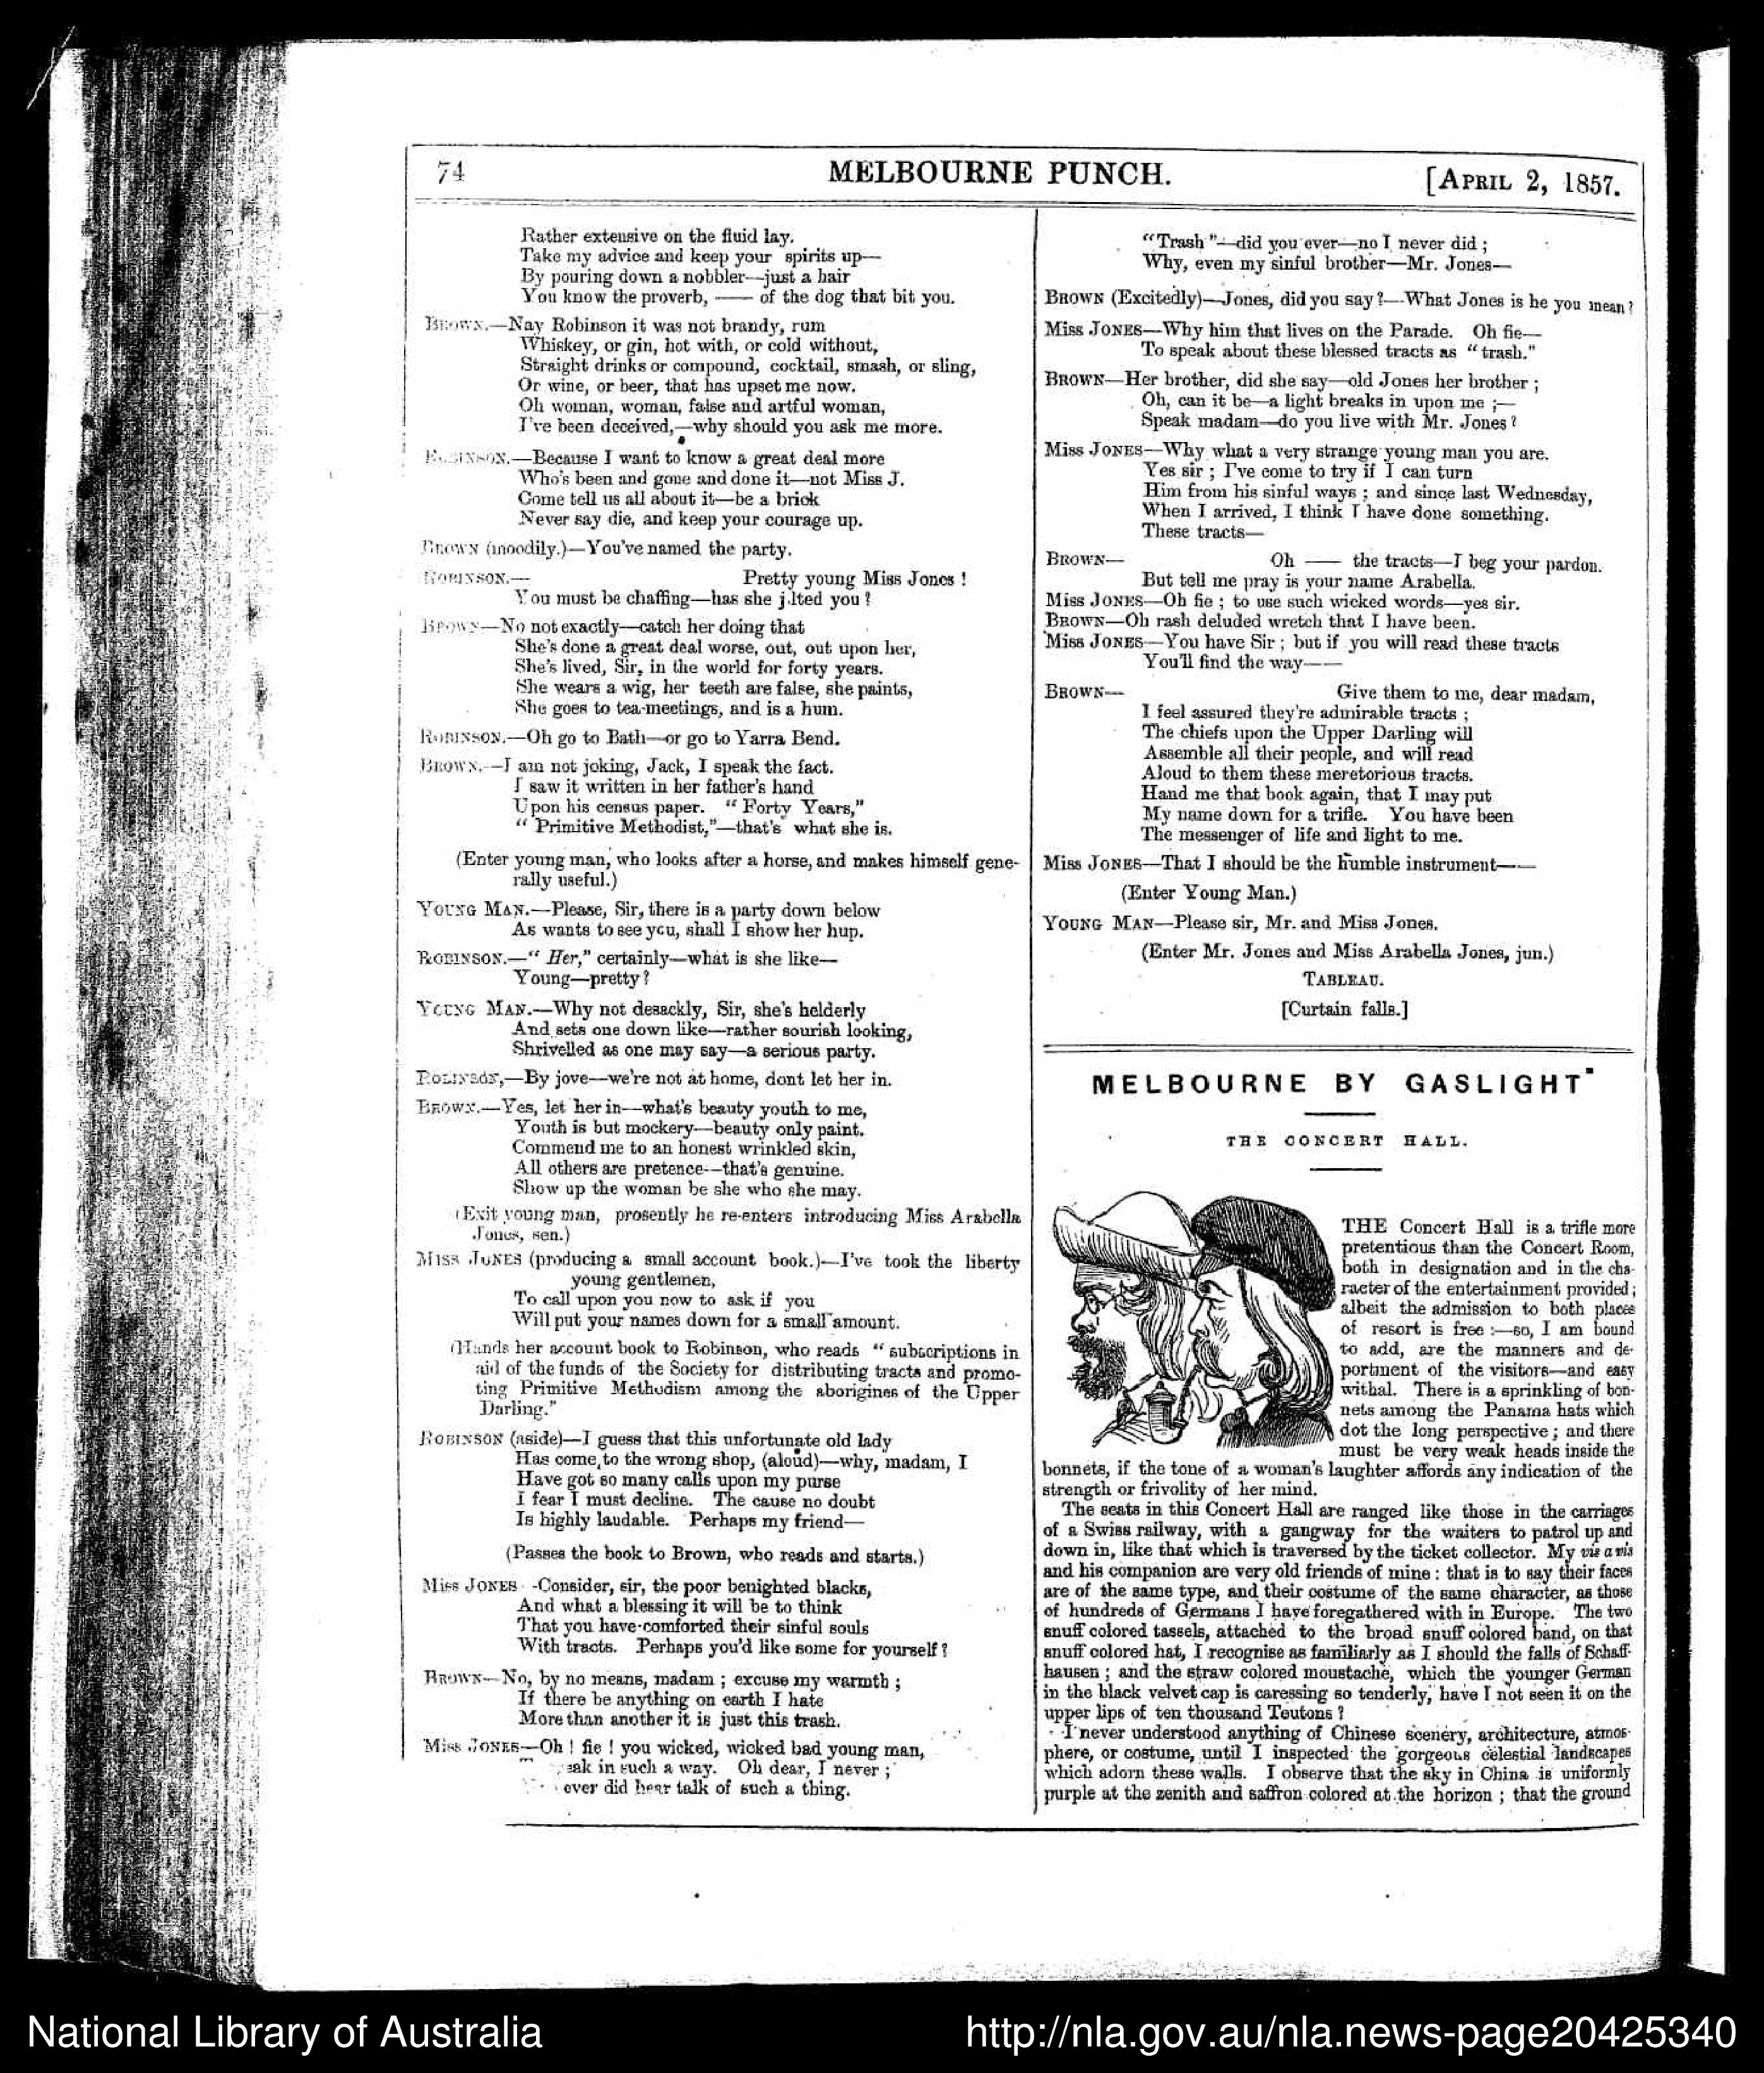 74
MELBOURNE PUNCH.
[APRIL 2, 1857.
Rather extensive on the fluid lay.
Take my advice and keep your spirits up—
By pouring down a nobbler—just a hair
You know the proverb, —— of the dog that bit you.
BROWN.—Nay Robinson it was not brandy, rum
Whiskey, or gin, hot with, or cold without,
Straight drinks or compound, cocktail, smash, or sling,
Or wine, or beer, that has upset me now.
Oh woman, woman, false and artful woman,
I've been deceived,—why should you ask me more.
ROBINSON.—Because I want to know a great deal more
Who's been and gone and done it—not Miss J.
Come tell us all about it—be a brick
Never say die, and keep your courage up.
BROWN (moodily.)—You've named the party.
ROBINSON.— Pretty young Miss Jones !
You must be chaffing—has she jilted you ?
BROWN—No not exactly—catch her doing that
She's done a great deal worse, out, out upon her,
She's lived, Sir, in the world for forty years.
She wears a wig, her teeth are false, she paints,
She goes to tea-meetings, and is a hum.
ROBINSON.—Oh go to Bath—or go to Yarra Bend.
BROWN.—I am not joking, Jack, I speak the fact.
I saw it written in her father's hand
Upon his census paper. "Forty Years,"
"Primitive Methodist,"—that's what she is.
(Enter young man, who looks after a horse, and makes himself gene-
rally useful.)
YOUNG MAN.—Please, Sir, there is a party down below
As wants to see you, shall I show her hup.
ROBINSON.—"Her," certainly—what is she like—
Young—pretty ?
YOUNG MAN.—Why not desackly, Sir, she's helderly
And sets one down like—rather sourish looking,
Shrivelled as one may say—a serious party.
ROBINSON,—By jove—we're not at home, dont let her in.
BROWN.—Yes, let her in—what's beauty youth to me,
Youth is but mockery—beauty only paint.
Commend me to an honest wrinkled skin,
All others are pretence—that's genuine.
Show up the woman be she who she may.
(Exit young man, presently he re-enters introducing Miss Arabella
Jones, sen.)
MISS JONES (producing a small account book.)—I've took the liberty
young gentlemen,
To call upon you now to ask if you
Will put your names down for a small amount.
(Hands her account book to Robinson, who reads "subscriptions in
aid of the funds of the Society for distributing tracts and promo-
ting Primitive Methodism among the aborigines of the Upper
Darling."
ROBINSON (aside)—I guess that this unfortunate old lady
Has come to the wrong shop, (aloud)—why, madam, I
Have got so many calls upon my purse
I fear I must decline. The cause no doubt
Is highly laudable. Perhaps my friend—
(Passes the book to Brown, who reads and starts.)
MISS JONES -Consider, sir, the poor benighted blacks,
And what a blessing it will be to think
That you have comforted their sinful souls
With tracts. Perhaps you'd like some for yourself ?
BROWN—No, by no means, madam ; excuse my warmth ;
If there be anything on earth I hate
More than another it is just this trash.
MISS JONES—Oh ! fie ! you wicked, wicked bad young man,
in such a way. Oh dear, I never ;
ever did hear talk of such a thing.
"Trash"—did you ever—no I never did ;
Why, even my sinful brother—Mr. Jones—
BROWN (Excitedly)—Jones, did you say ?—What Jones is he you mean ?
MISS JONES—Why him that lives on the Parade. Oh fie—
To speak about these blessed tracts as "trash."
BROWN—Her brother, did she say—old Jones her brother ;
Oh, can it be—a light breaks in upon me ;—
Speak madam—do you live with Mr. Jones ?
MISS JONES—Why what a very strange young man you are.
Yes sir ; I've come to try if I can turn
Him from his sinful ways ; and since last Wednesday,
When I arrived, I think I have done something.
These tracts—
BROWN— Oh —— the tracts—I beg your pardon.
But tell me pray is your name Arabella.
MISS JONES—Oh fie ; to use such wicked words—yes sir.
BROWN—Oh rash deluded wretch that I have been.
MISS JONES—You have Sir ; but if you will read these tracts
You'll find the way——
BROWN— Give them to me, dear madam,
I feel assured they're admirable tracts ;
The chiefs upon the Upper Darling will
Assemble all their people, and will read
Aloud to them these meretorious tracts.
Hand me that book again, that I may put
My name down for a trifle. You have been
The messenger of life and light to me.
MISS JONES—That I should be the humble instrument——
(Enter Young Man.)
YOUNG MAN—Please sir, Mr. and Miss Jones.
(Enter Mr. Jones and Miss Arabella Jones, jun.)
TABLEAU.
[Curtain falls.]
MELBOURNE BY GASLIGHT
THE CONCERT HALL.
THE Concert Hall is a trifle more
pretentious than the Concert Room,
both in designation and in the cha-
racter of the entertainment provided ;
albeit the admission to both places
of resort is free :—so, I am bound
to add, are the manners and de-
portment of the visitors—and easy
withal. There is a sprinkling of bon-
nets among the Panama hats which
dot the long perspective ; and there
must be very weak heads inside the
bonnets, if the tone of a woman's laughter affords any indication of the
strength or frivolity of her mind.
The seats in this Concert Hall are ranged like those in the carriages
of a Swiss railway, with a gangway for the waiters to patrol up and
down in, like that which is traversed by the ticket collector. My vis a vis
and his companion are very old friends of mine : that is to say their faces
are of the same type, and their costume of the same character, as those
of hundreds of Germans I have foregathered with in Europe. The two
snuff colored tassels, attached to the broad snuff colored band, on that
snuff colored hat, I recognise as familiarly as I should the falls of Schaff-
hausen ; and the straw colored moustache, which the younger German
in the black velvet cap is caressing so tenderly, have I not seen it on the
upper lips of ten thousand Teutons ?
I never understood anything of Chinese scenery, architecture, atmos-
phere, or costume, until I inspected the gorgeous celestial landscapes
which adorn these walls. I observe that the sky in China is uniformly
purple at the zenith and saffron colored at the horizon ; that the ground
National Library of Australia
http://nla.gov.au/nla.news-page20425340